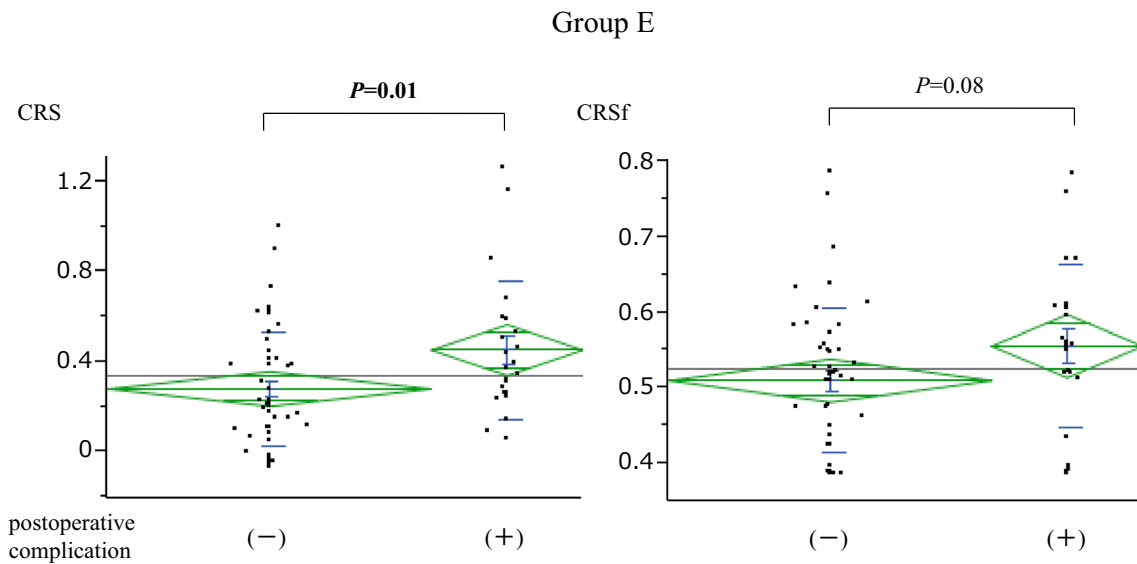 Group E
P=0.01
P=0.08
CRS
CRSf
1.2
0.8
0.4
0
0.8
0.7
0.6
0.5
0.4
postoperative
complication
(−)
(+)
(−)
(+)